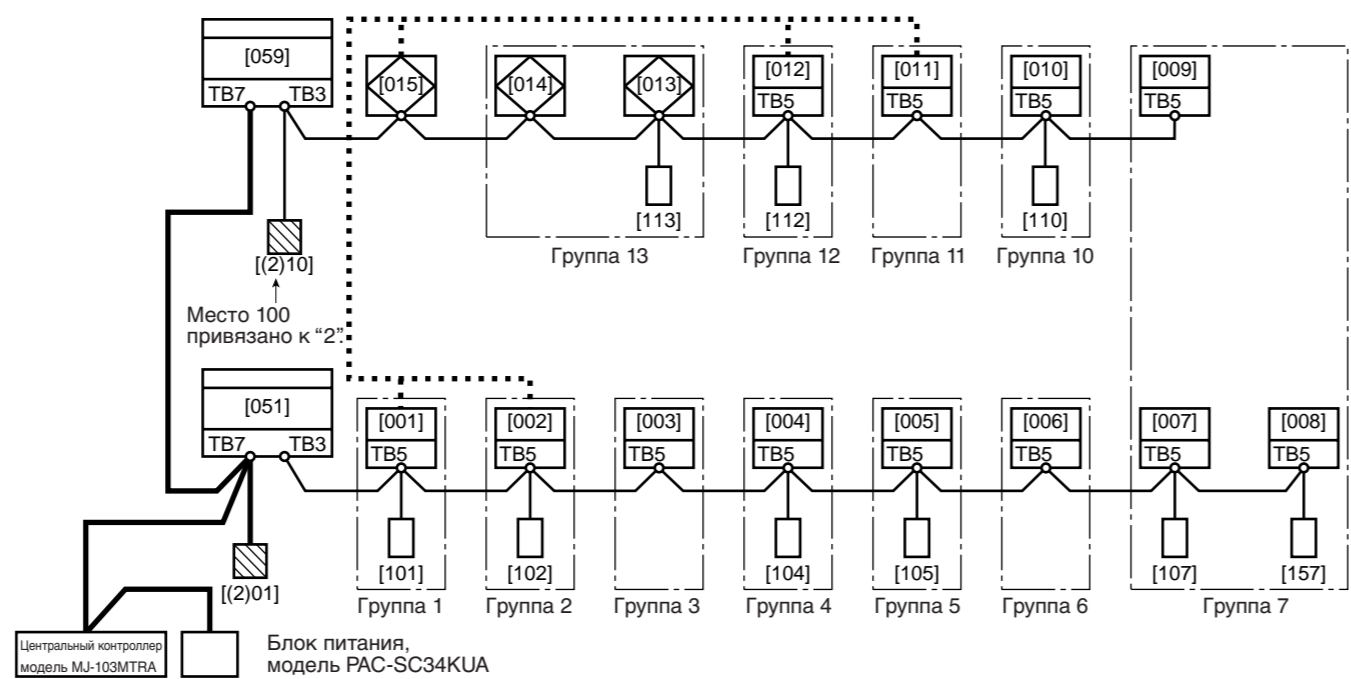 [059]
TB7 TB3
[015]
[014]
[013]
[012]
TB5
[011]
TB5
[010]
TB5
[009]
TB5
[113]
[112]
[110]
Группа 13
Группа 12
Группа 11
Группа 10
[(2)10]
Место 100
привязано к “2”.
[051]
TB7 TB3
[001]
TB5
[002]
TB5
[003]
TB5
[004]
TB5
[005]
TB5
[006]
TB5
[007]
TB5
[008]
TB5
[(2)01]
[101]
[102]
[104]
[105]
[107]
[157]
Группа 1
Группа 2
Группа 3
Группа 4
Группа 5
Группа 6
Группа 7
Центральный контроллер
модель MJ-103MTRA
Блок питания,
модель PAC-SC34KUA